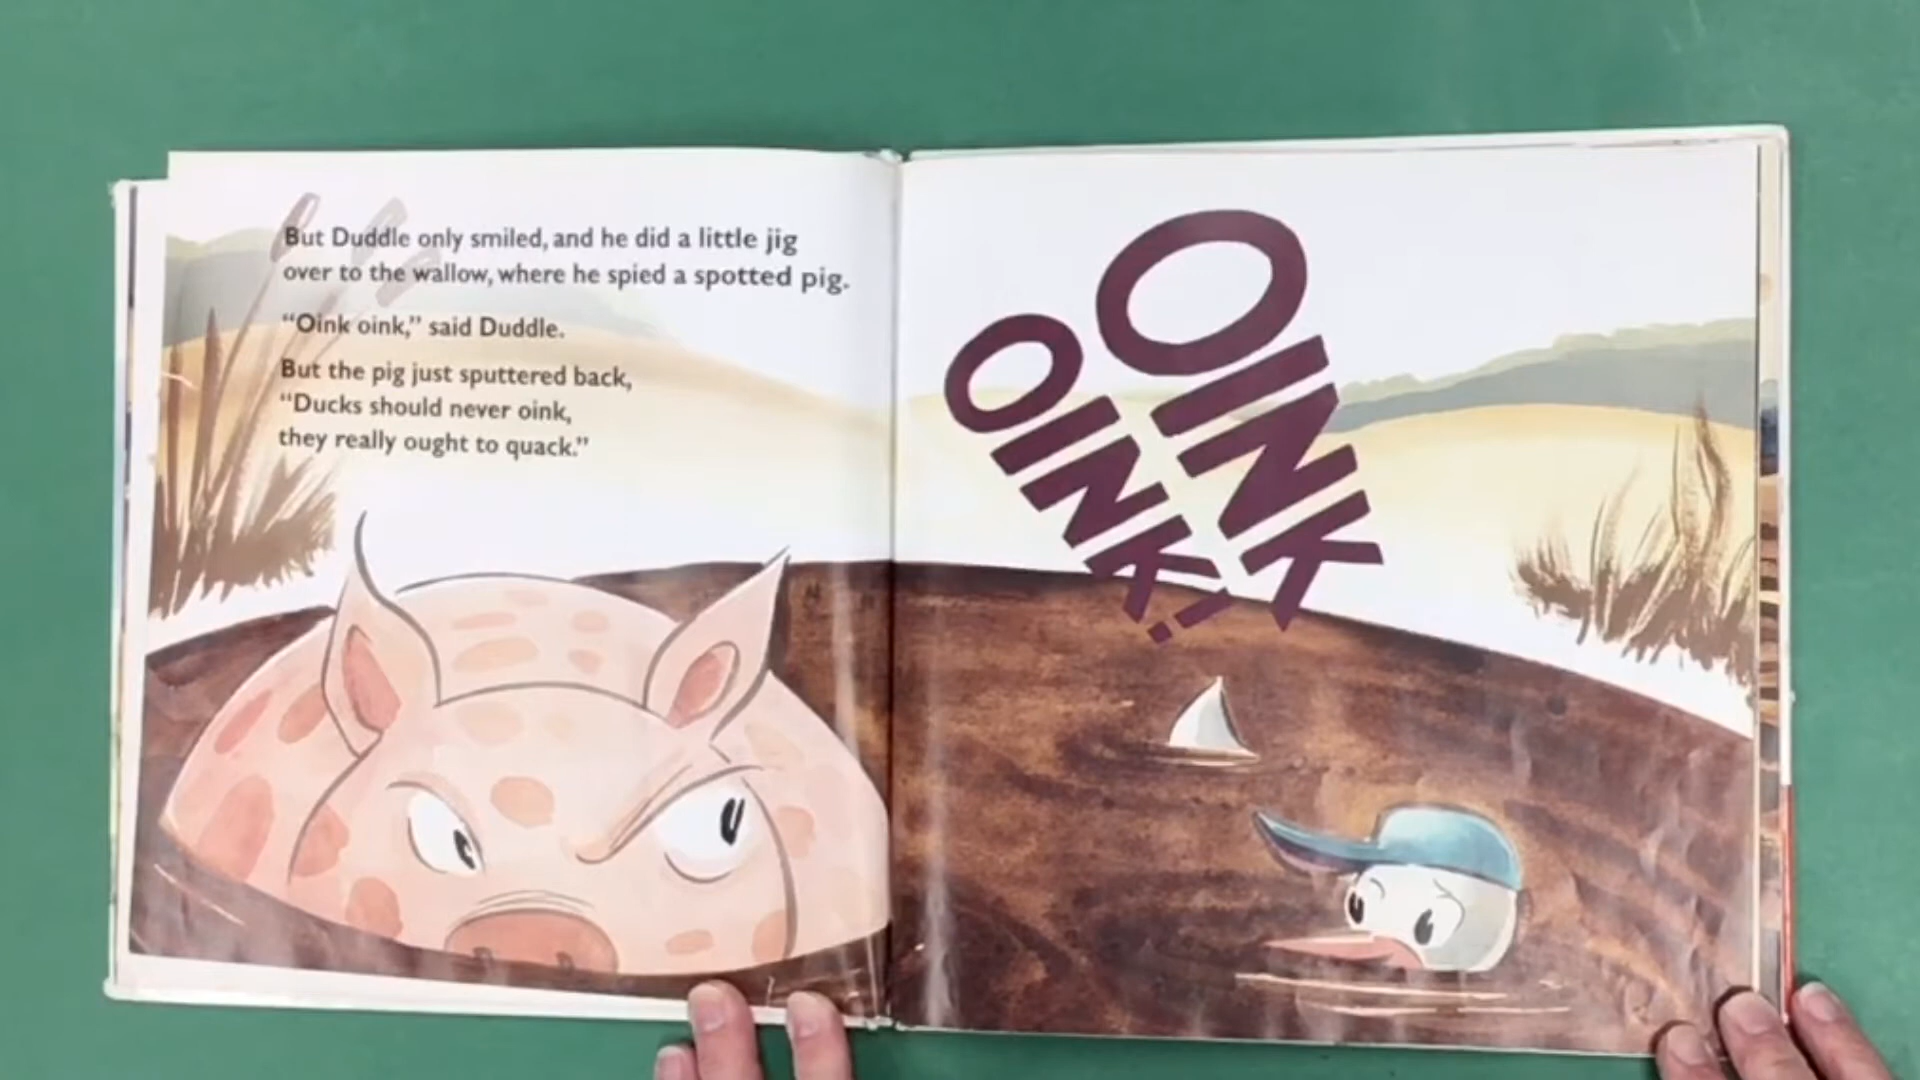 But Duddle only smiled, and he did a little jig
over to the wallow, where he spied a spotted pig.
“Oink oink,” said Duddle.
But the pig just sputtered back,
“Ducks should never oink,
they really ought to quack.”
OINK
OINK!